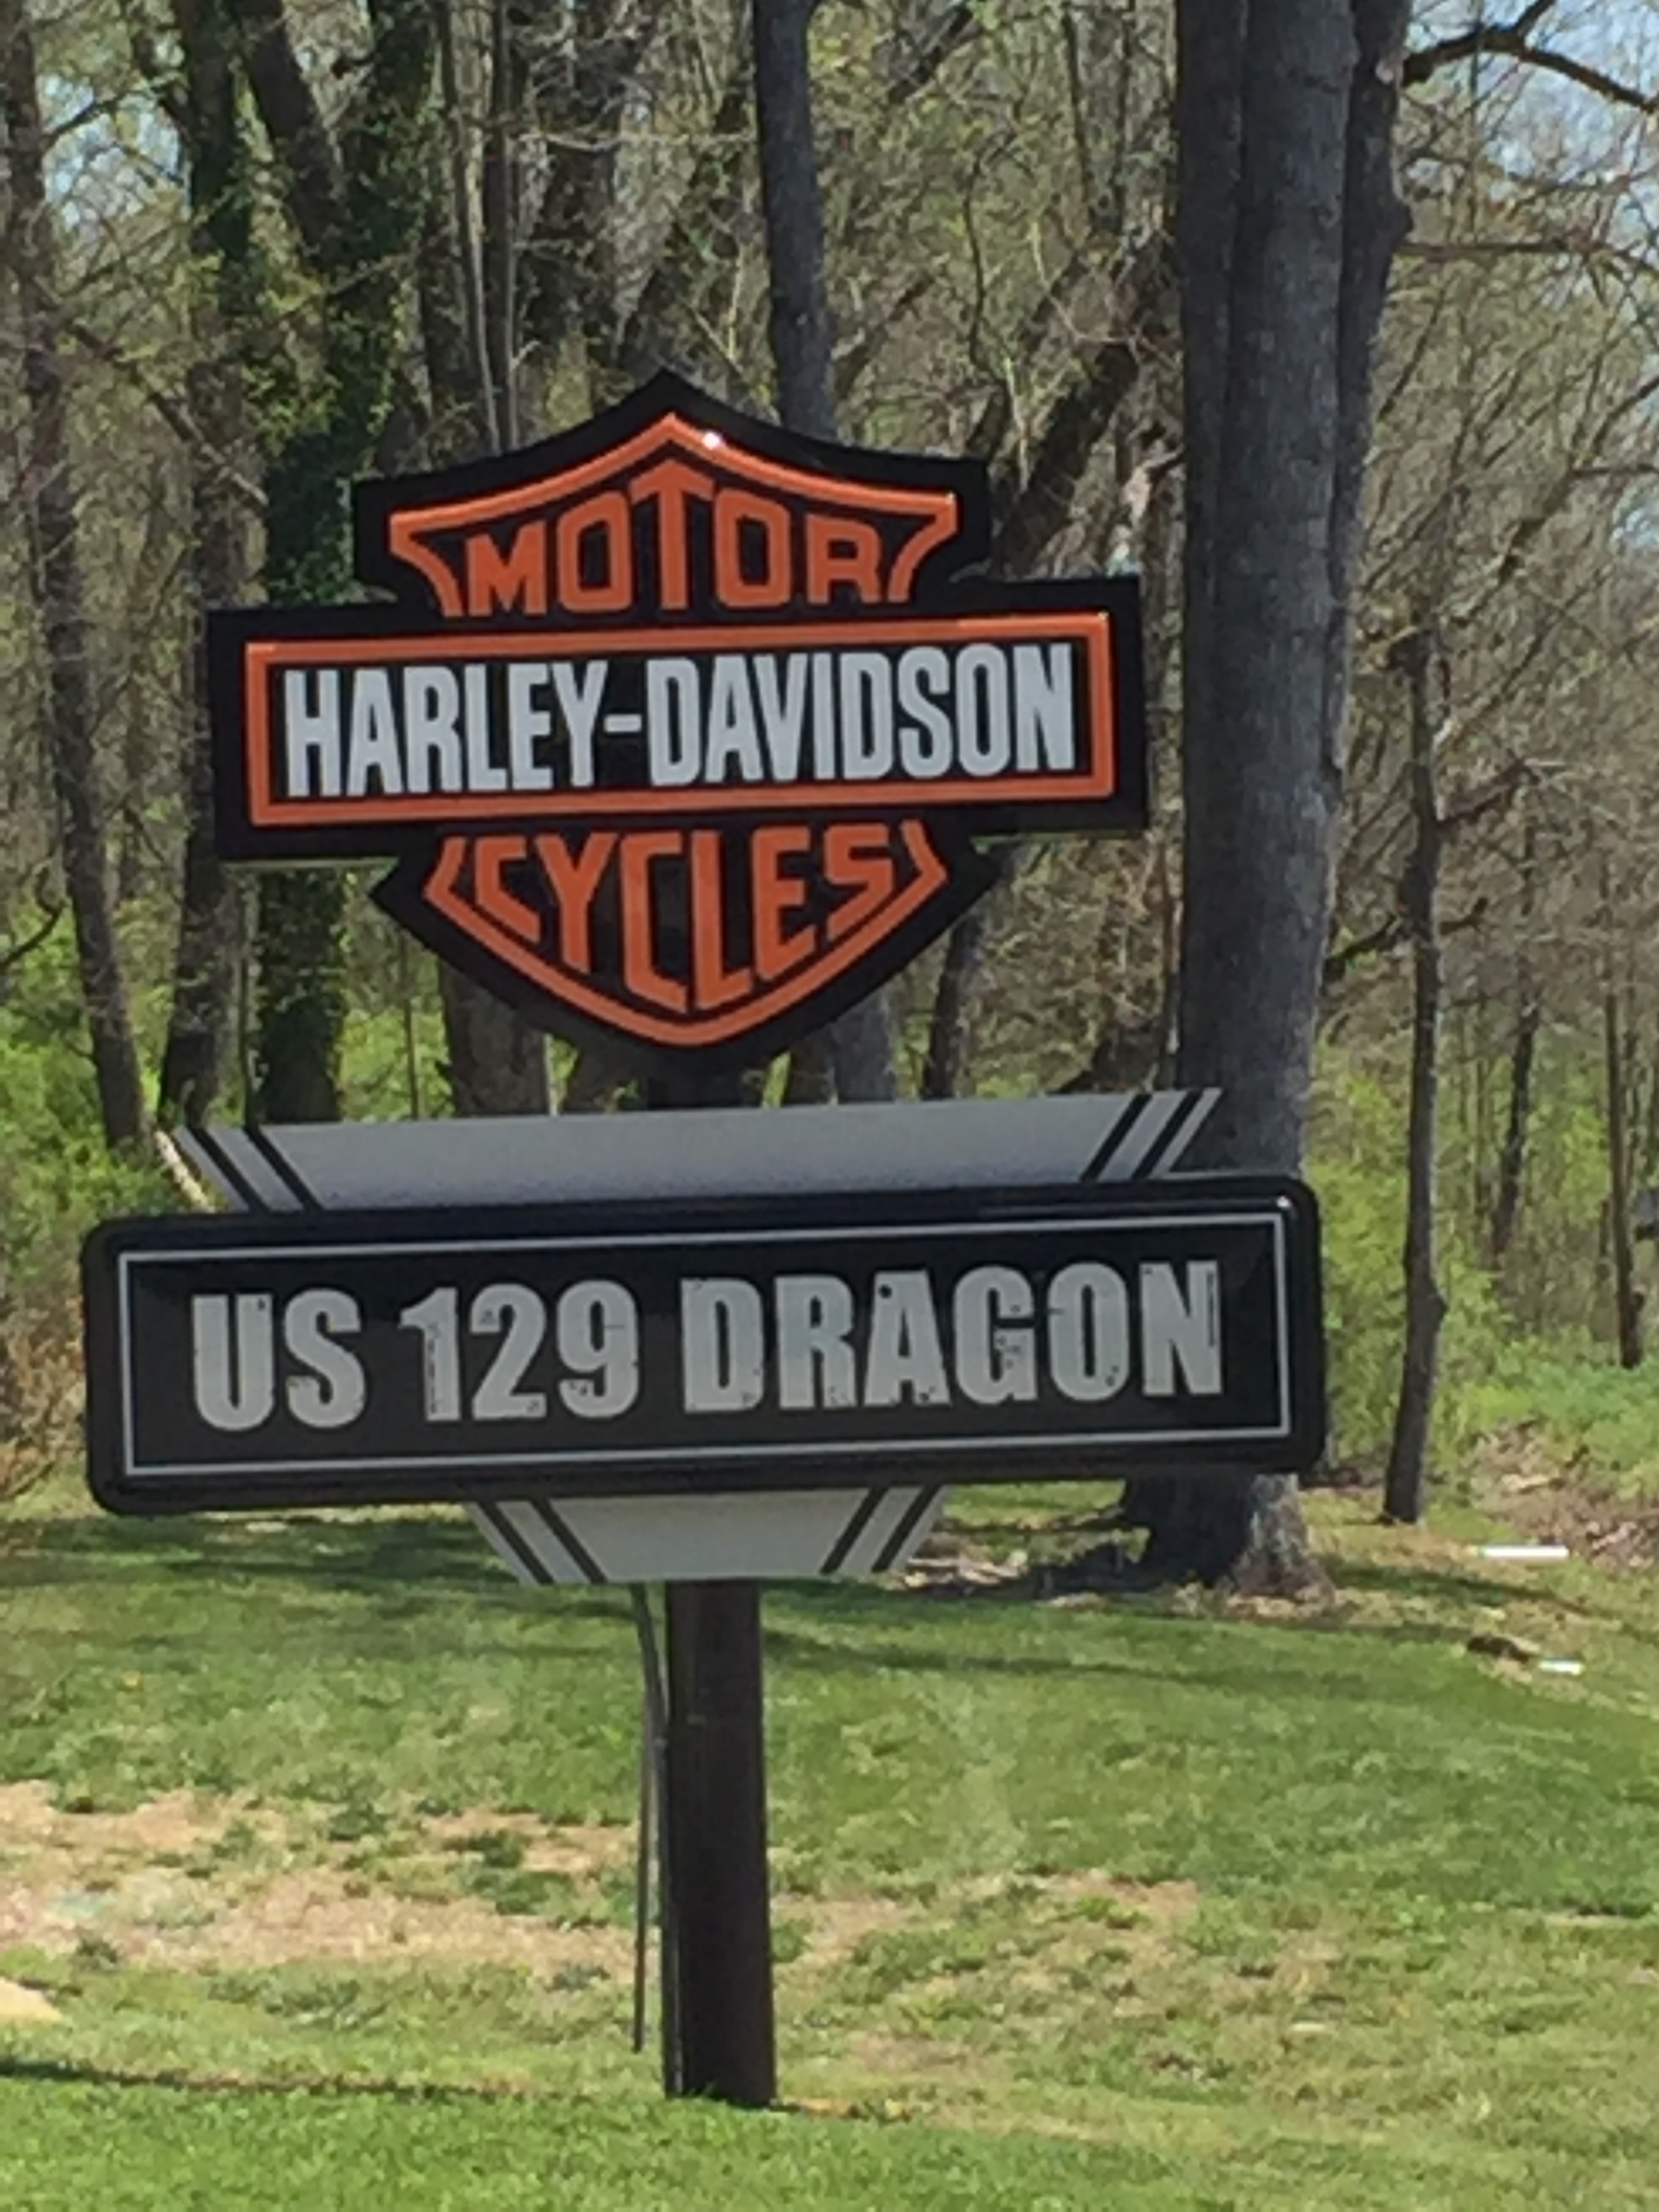 MOTOR
HARLEY-DAVIDSON
CYCLES
US 129 DRAGON